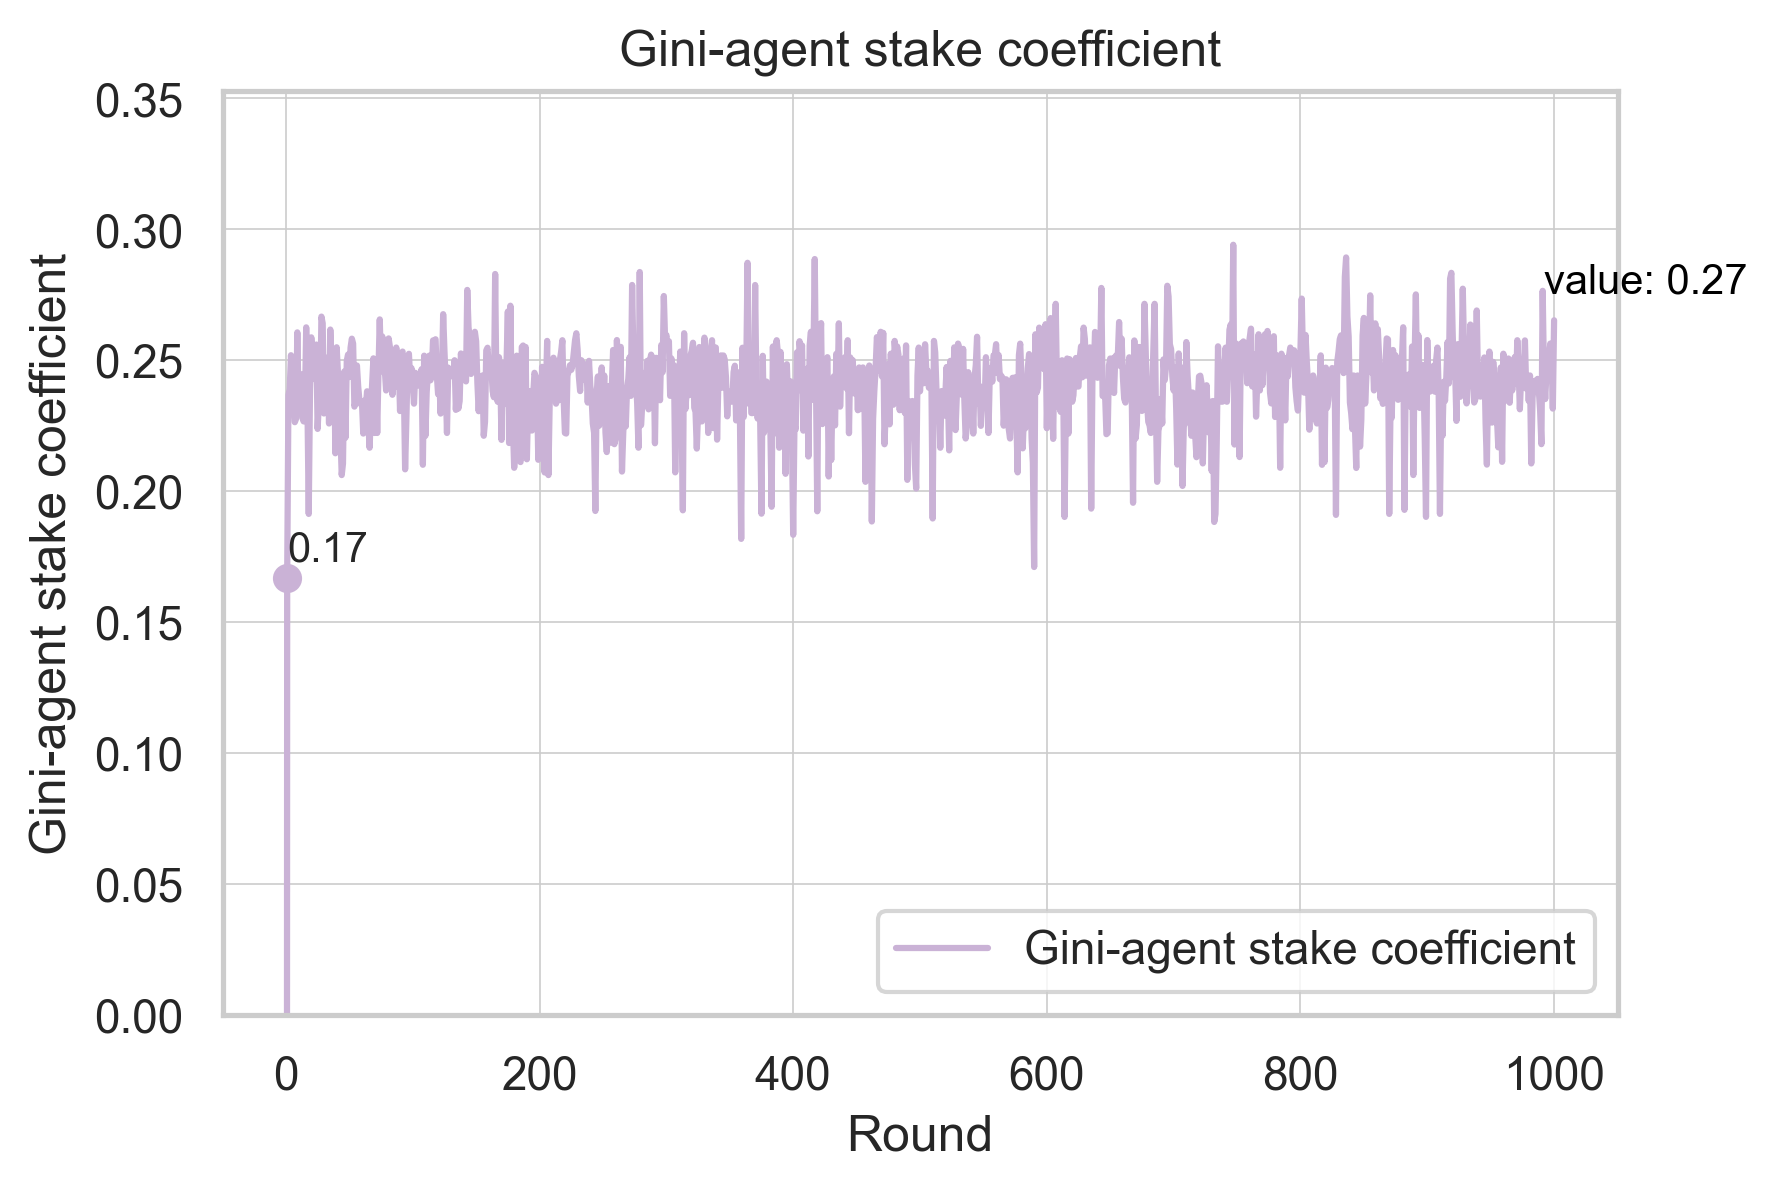 Gini-agent stake coefficient
0.35
0.30
0.25
0.20
0.15
0.10
0.05
0.00
Gini-agent stake coefficient
value: 0.27
0.17
Gini-agent stake coefficient
0 200 400 600 800 1000
Round